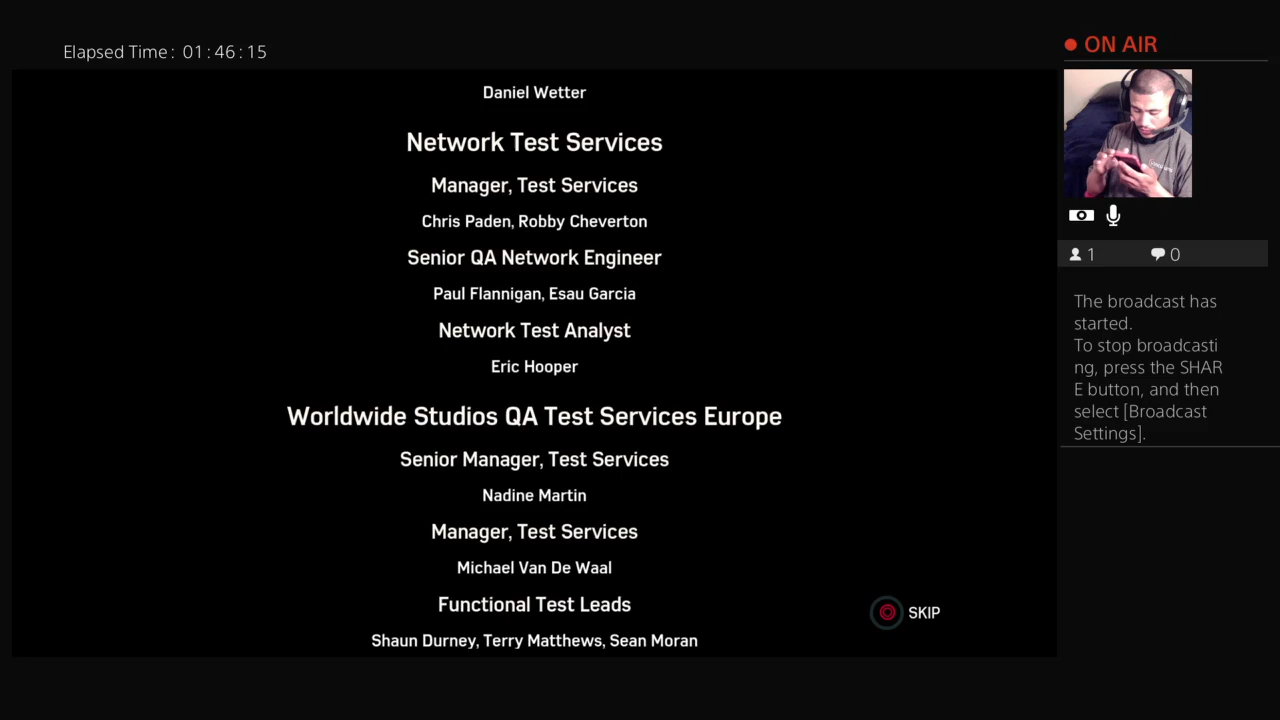 Elapsed Time: 01:46:15
ON AIR
Daniel Wetter
Network Test Services
Manager, Test Services
Chris Paden, Robby Cheverton
Senior QA Network Engineer
Paul Flannigan, Esau Garcia
Network Test Analyst
Eric Hooper
Worldwide Studios QA Test Services Europe
Senior Manager, Test Services
Nadine Martin
Manager, Test Services
Michael Van De Waal
Functional Test Leads
Shaun Durney, Terry Matthews, Sean Moran
SKIP
1
0
The broadcast has
started.
To stop broadcasti
ng, press the SHAR
E button, and then
select [Broadcast
Settings].